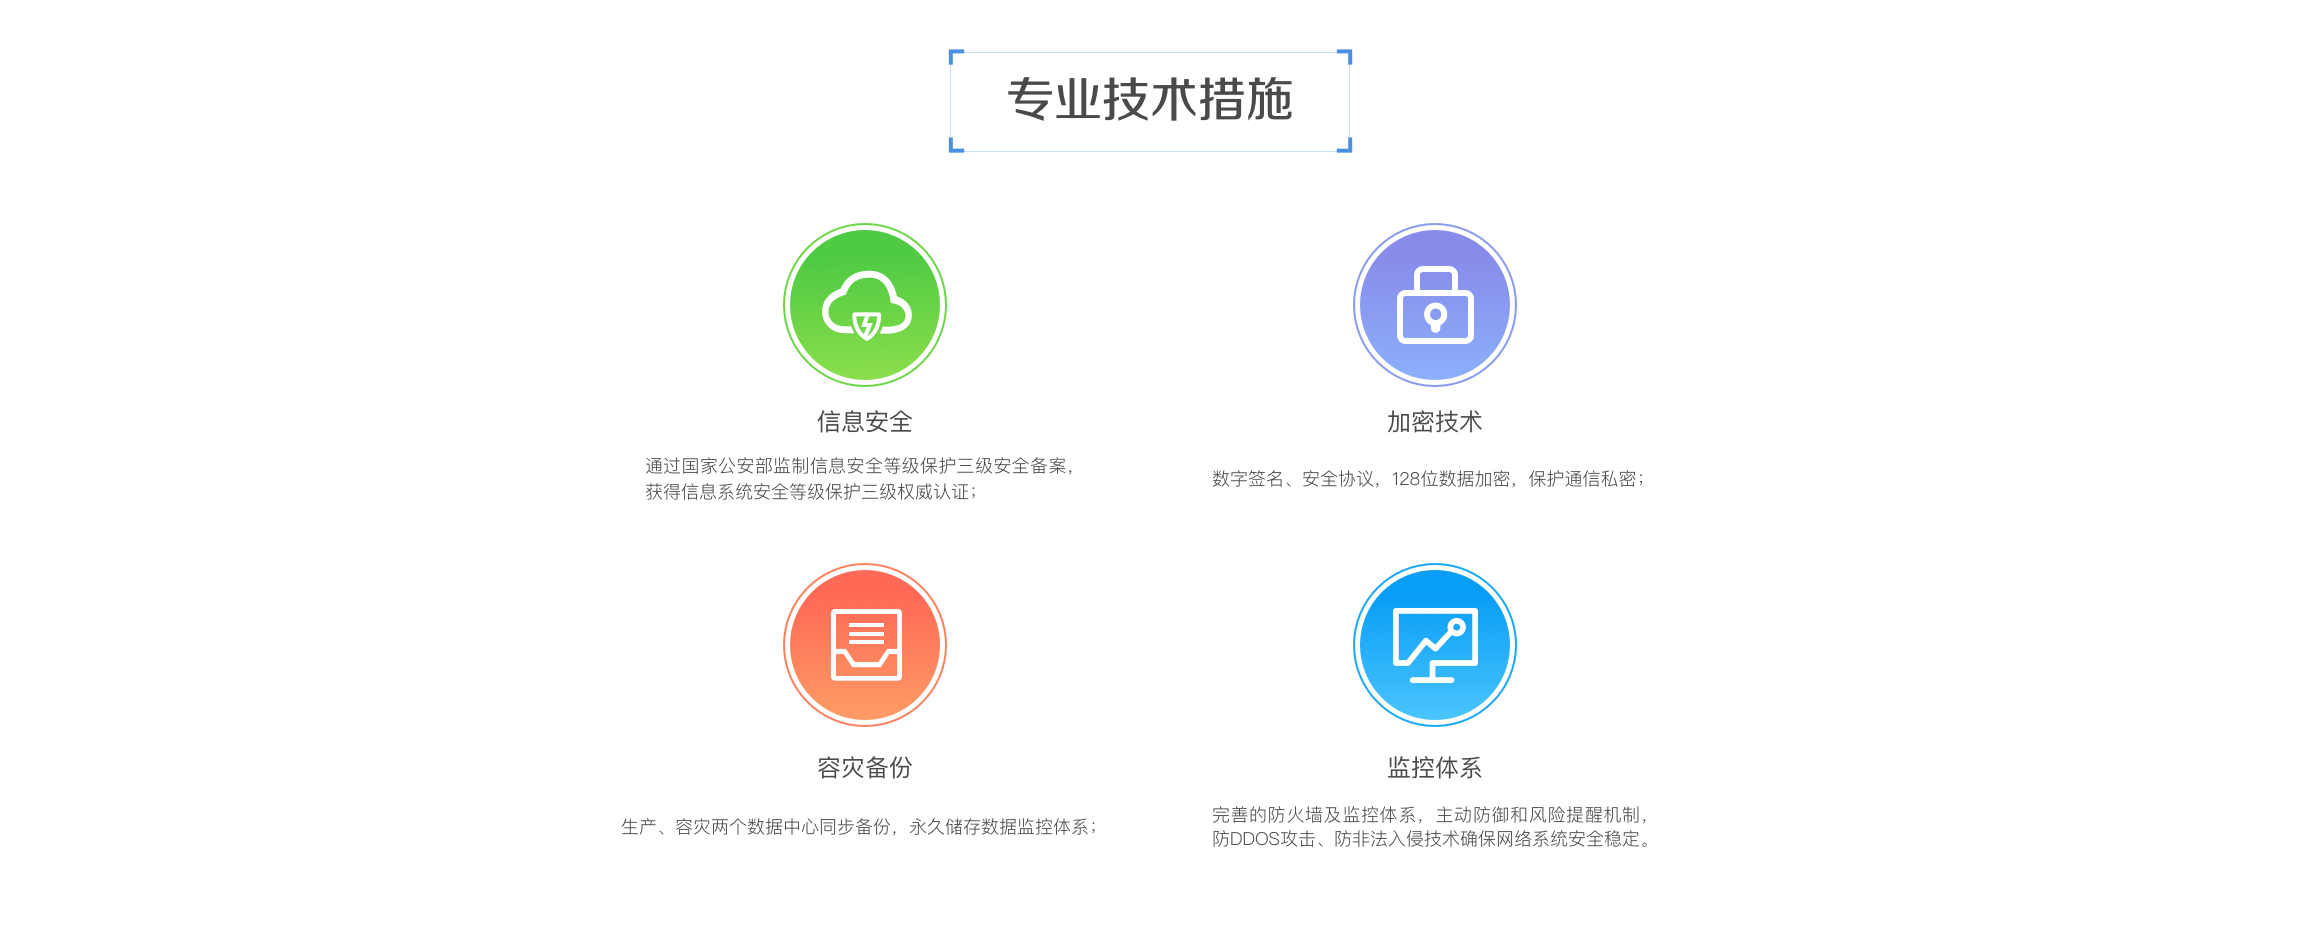 专业技术措施
信息安全
通过国家公安部监制信息安全等级保护三级安全备案，
获得信息系统安全等级保护三级权威认证；
加密技术
数字签名、安全协议，128位数据加密，保护通信私密；
容灾备份
生产、容灾两个数据中心同步备份，永久储存数据监控体系；
监控体系
完善的防火墙及监控体系，主动防御和风险提醒机制，
防DDOS攻击、防非法入侵技术确保网络系统安全稳定。